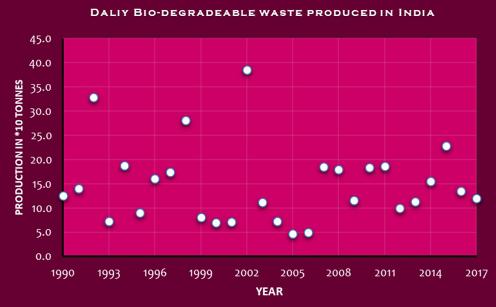 Daliy Bio-degradeable waste produced in India
PRODUCTION IN *10 TONNES
45.0
40.0
35.0
30.0
25.0
20.0
15.0
10.0
5.0
0.0
1990 1993 1996 1999 2002 2005 2008 2011 2014 2017
YEAR